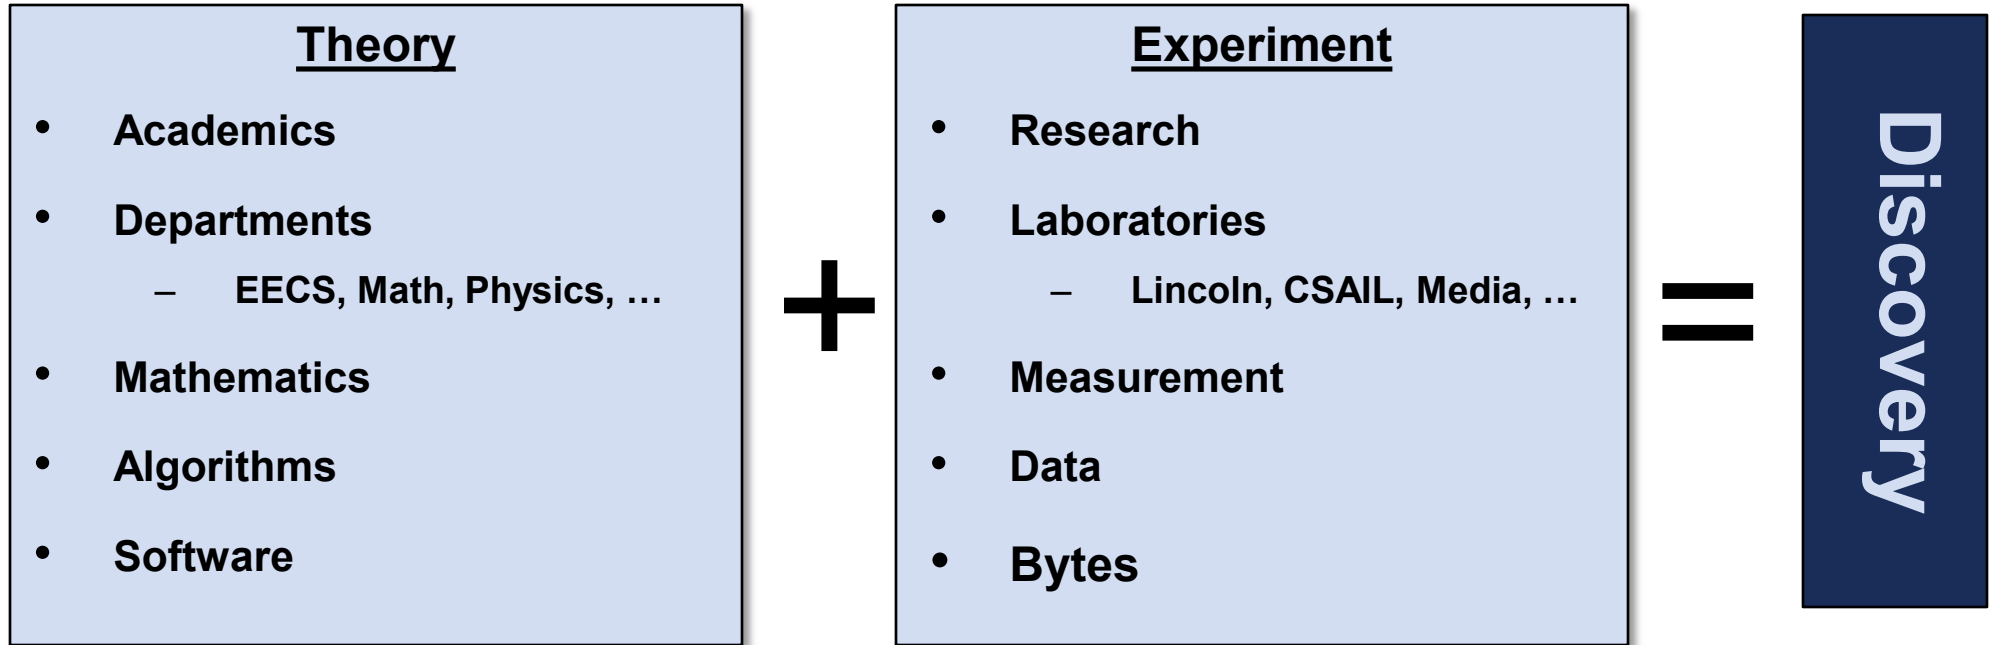 Theory
• Academics
• Departments
– EECS, Math, Physics, …
• Mathematics
• Algorithms
• Software
+
Experiment
• Research
• Laboratories
– Lincoln, CSAIL, Media, …
• Measurement
• Data
• Bytes
=
Discovery